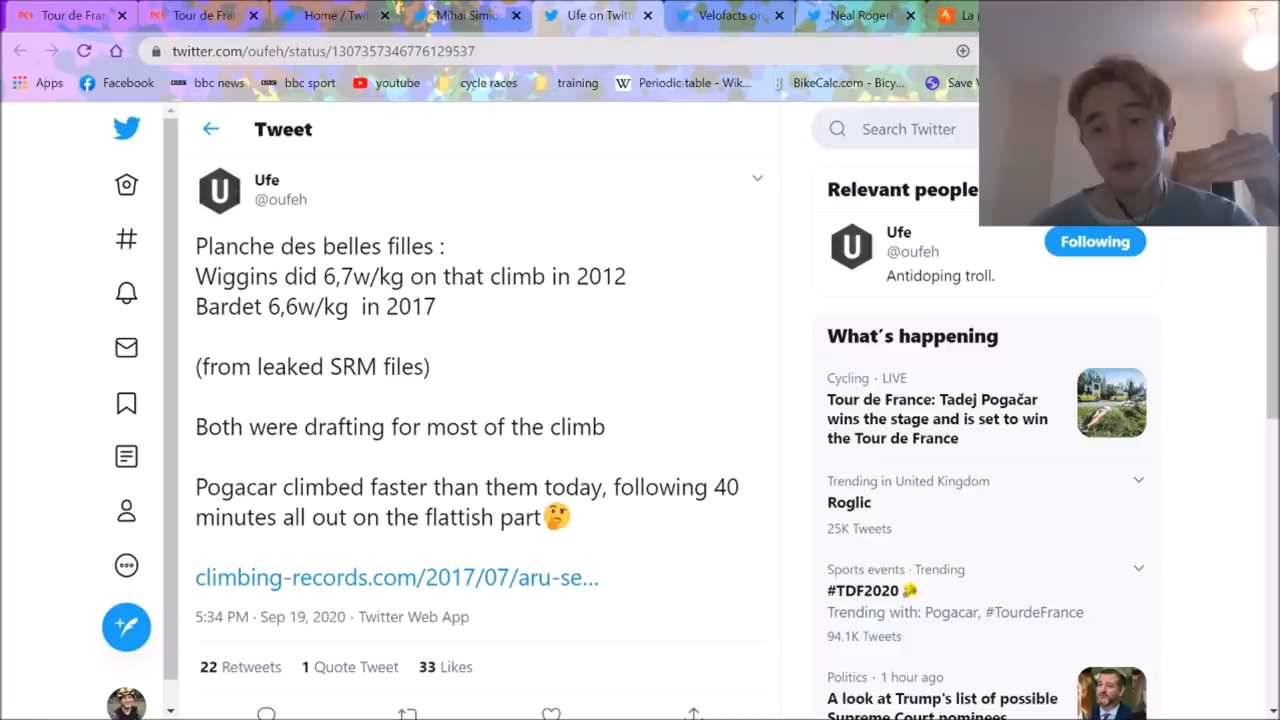 Tour de Fran
Tour de Fran
Home / Twit
Mihai Simio
Ufe on Twitt
Velofacts on
Neal Rogers
La p
twitter.com/oufeh/status/1307357346776129537
Apps
Facebook
bbc news
bbc sport
youtube
cycle races
training
Periodic table - Wik...
BikeCalc.com - Bicy...
Save W
Tweet
Search Twitter
Ufe
@oufeh
Planche des belles filles :
Wiggins did 6,7w/kg on that climb in 2012
Bardet 6,6w/kg in 2017
(from leaked SRM files)
Both were drafting for most of the climb
Pogacar climbed faster than them today, following 40
minutes all out on the flattish part🤔
climbing-records.com/2017/07/aru-se...
5:34 PM · Sep 19, 2020 · Twitter Web App
22 Retweets 1 Quote Tweet 33 Likes
Relevant people
Ufe
@oufeh
Following
Antidoping troll.
What's happening
Cycling · LIVE
Tour de France: Tadej Pogačar
wins the stage and is set to win
the Tour de France
Trending in United Kingdom
Roglic
25K Tweets
Sports events · Trending
#TDF2020
Trending with: Pogacar, #TourdeFrance
94.1K Tweets
Politics · 1 hour ago
A look at Trump's list of possible
Supreme Court nominees